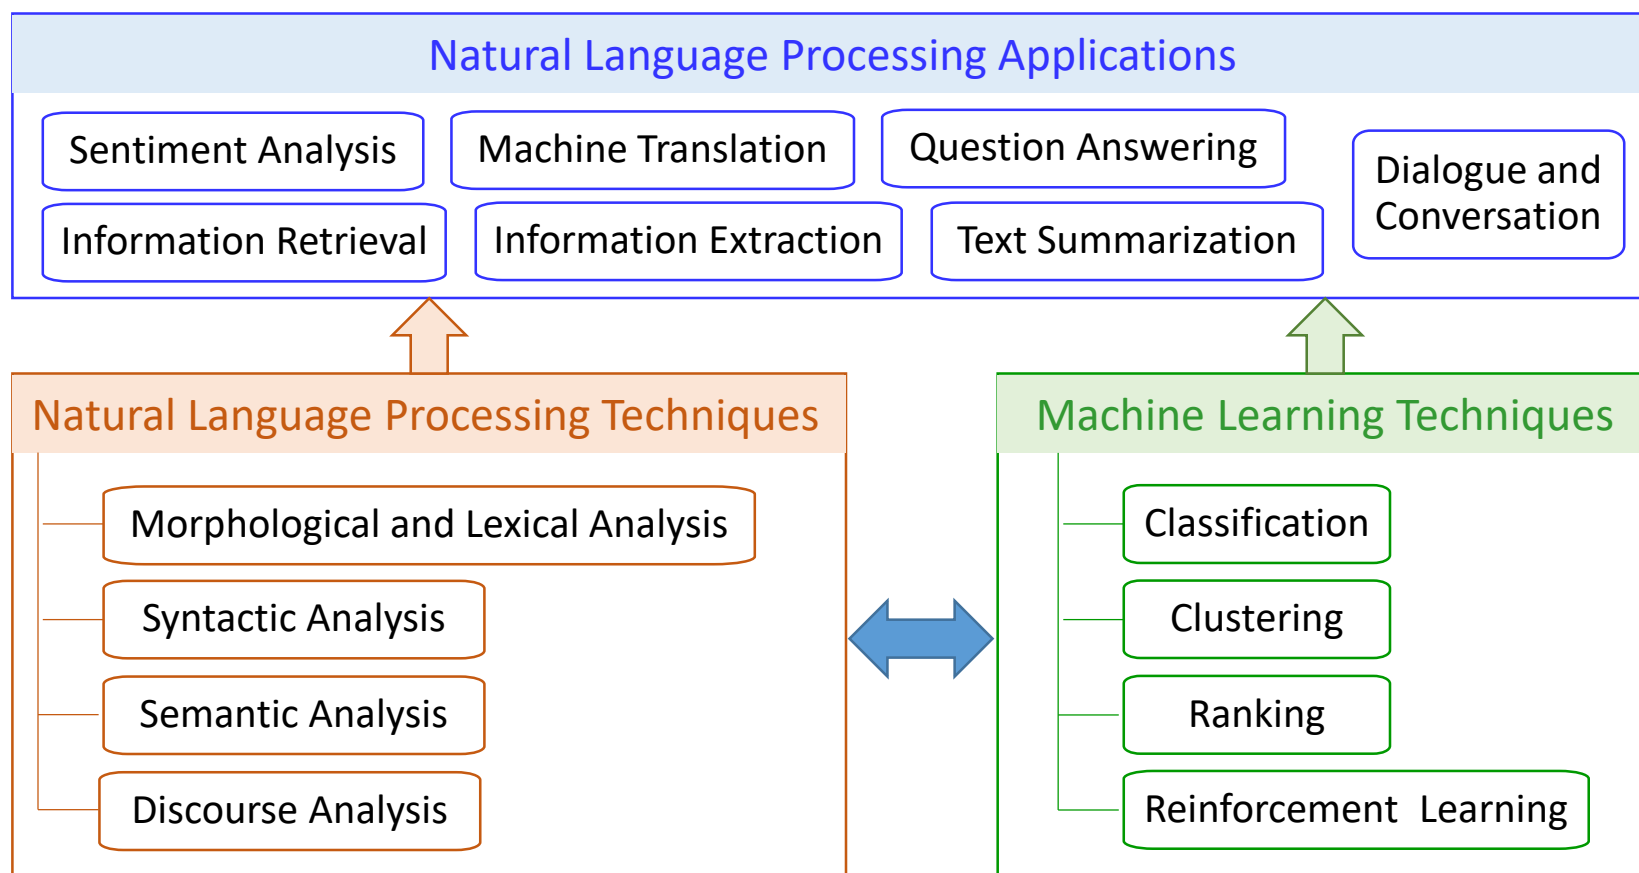 Natural Language Processing Applications
Sentiment Analysis
Machine Translation
Question Answering
Dialogue and
Conversation
Information Retrieval
Information Extraction
Text Summarization
Natural Language Processing Techniques
Morphological and Lexical Analysis
Syntactic Analysis
Semantic Analysis
Discourse Analysis
Machine Learning Techniques
Classification
Clustering
Ranking
Reinforcement Learning